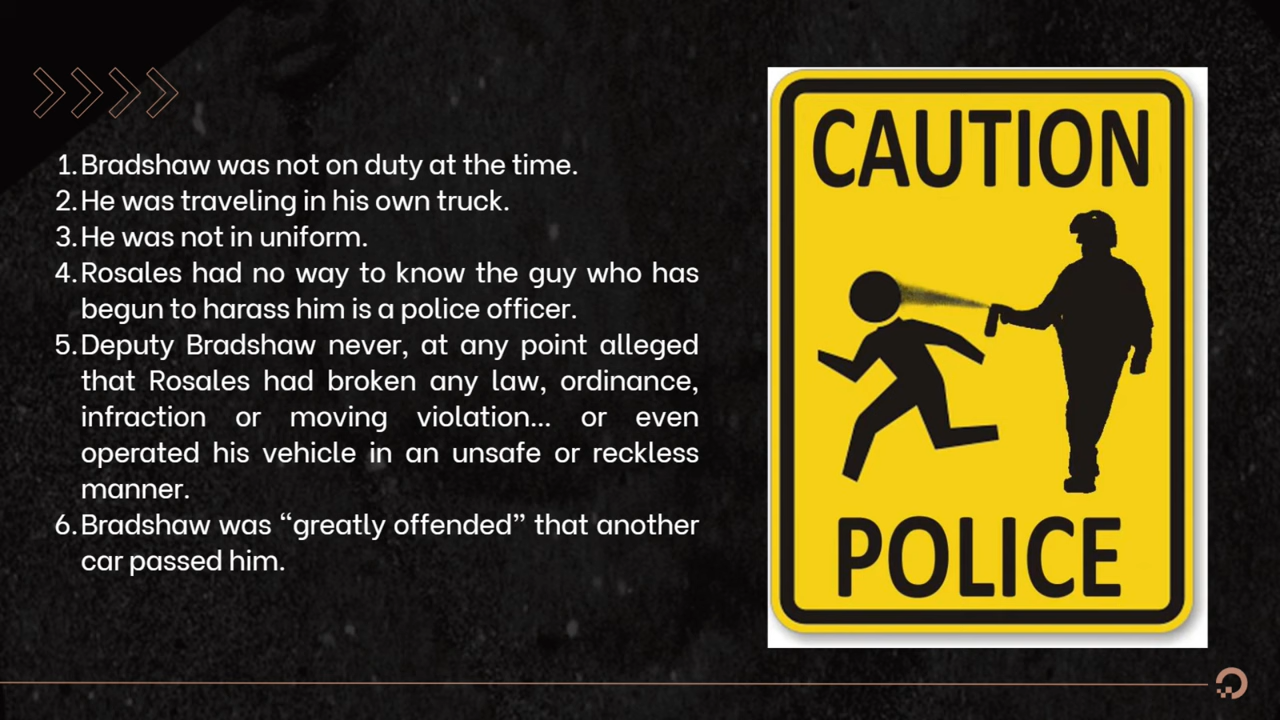 1. Bradshaw was not on duty at the time.
2. He was traveling in his own truck.
3. He was not in uniform.
4. Rosales had no way to know the guy who has
begun to harass him is a police officer.
5. Deputy Bradshaw never, at any point alleged
that Rosales had broken any law, ordinance,
infraction or moving violation... or even
operated his vehicle in an unsafe or reckless
manner.
6. Bradshaw was “greatly offended” that another
car passed him.
CAUTION
POLICE